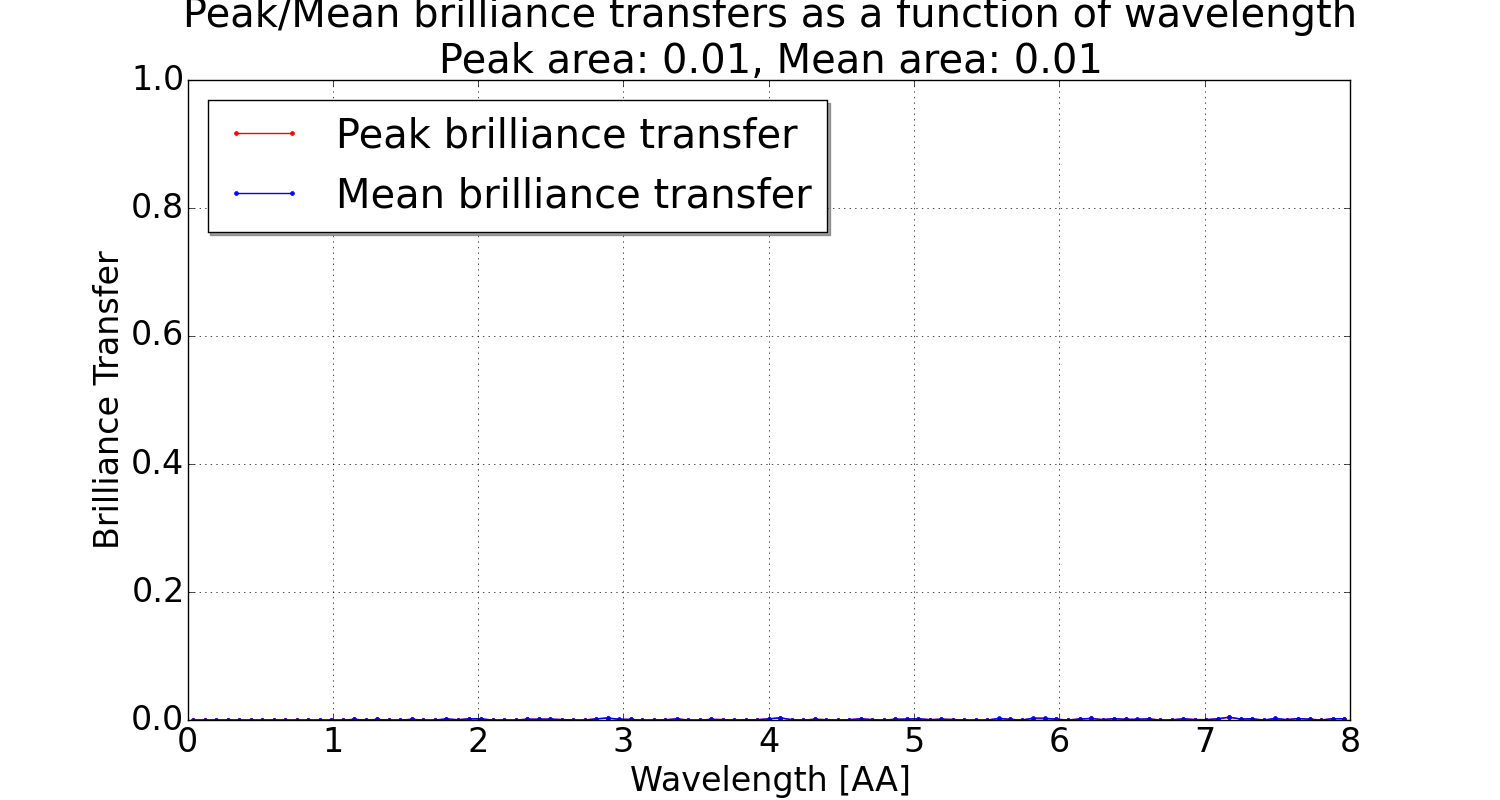 Peak/Mean brilliance transfers as a function of wavelength
Peak area: 0.01, Mean area: 0.01
Peak brilliance transfer
Mean brilliance transfer
Brilliance Transfer
1.0
0.8
0.6
0.4
0.2
0.0
0 1 2 3 4 5 6 7 8
Wavelength [AA]